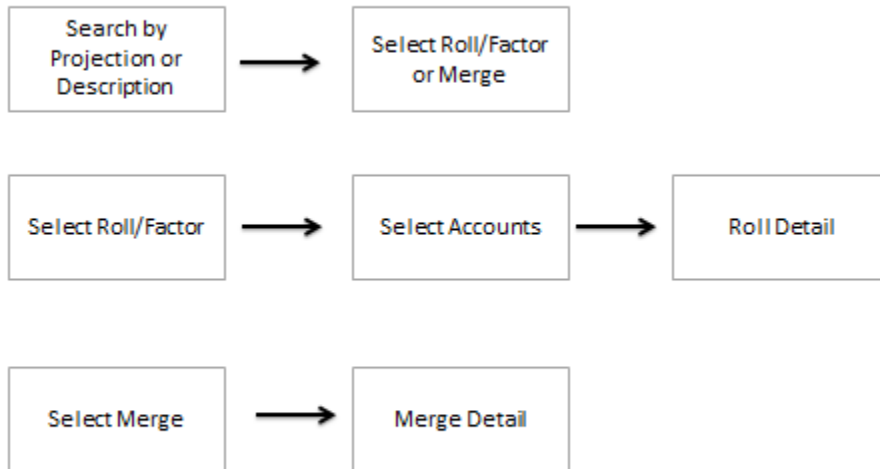 Search by
Projection or
Description
Select Roll/Factor
or Merge
Select Roll/Factor
Select Accounts
Roll Detail
Select Merge
Merge Detail